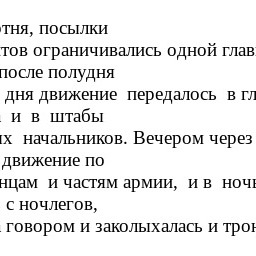 отня, посылки
тов ограничивались одной глав
после полудня
дня движение передалось в гл
и в штабы
их начальников. Вечером через
движение по
нцам и частям армии, и в ночь
с ночлегов,
говором и заколыхалась и трон